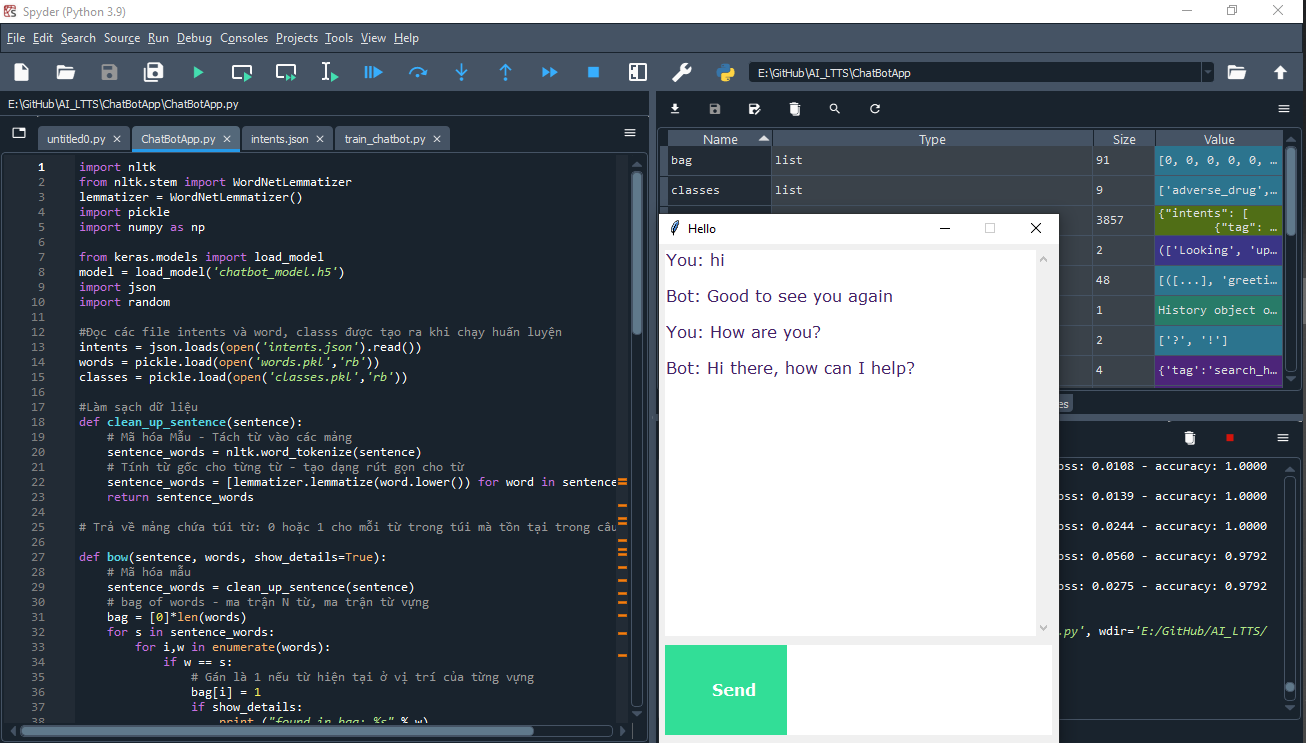 Spyder (Python 3.9)
File Edit Search Source Run Debug Consoles Projects Tools View Help
E:\GitHub\AI_LTTS\ChatBotApp
E:\GitHub\AI_LTTS\ChatBotApp\ChatBotApp.py
untitled0.py ChatBotApp.py intents.json train_chatbot.py
1 import nltk
2 from nltk.stem import WordNetLemmatizer
3 lemmatizer = WordNetLemmatizer()
4 import pickle
5 import numpy as np
6
7 from keras.models import load_model
8 model = load_model('chatbot_model.h5')
9 import json
10 import random
11
12 #Đọc các file intents và word, classs được tạo ra khi chạy huấn luyện
13 intents = json.loads(open('intents.json').read())
14 words = pickle.load(open('words.pkl','rb'))
15 classes = pickle.load(open('classes.pkl','rb'))
16
17 #Làm sạch dữ liệu
18 def clean_up_sentence(sentence):
19 # Mã hóa Mẫu - Tách từ vào các mảng
20 sentence_words = nltk.word_tokenize(sentence)
21 # Tính từ gốc cho từng từ - tạo dạng rút gọn cho từ
22 sentence_words = [lemmatizer.lemmatize(word.lower()) for word in sentence
23 return sentence_words
24
25 # Trả về mảng chứa túi từ: 0 hoặc 1 cho mỗi từ trong túi mà tồn tại trong câu
26
27 def bow(sentence, words, show_details=True):
28 # Mã hóa mẫu
29 sentence_words = clean_up_sentence(sentence)
30 # bag of words - ma trận N từ, ma trận từ vựng
31 bag = [0]*len(words)
32 for s in sentence_words:
33 for i,w in enumerate(words):
34 if w == s:
35 # Gán là 1 nếu từ hiện tại ở vị trí của từng vựng
36 bag[i] = 1
37 if show_details:
38 print ("found in bag: %s" % w)
Name Type Size Value
bag list 91 [0, 0, 0, 0, 0, ...
classes list 9 ['adverse_drug',...
3857 {"intents": [
{"tag": ...
2 (['Looking', 'up...
48 [([...], 'greeti...
1 History object o...
2 ['?', '!']
4 {'tag':'search_h...
Hello
You: hi
Bot: Good to see you again
You: How are you?
Bot: Hi there, how can I help?
Send
es
oss: 0.0108 - accuracy: 1.0000
oss: 0.0139 - accuracy: 1.0000
oss: 0.0244 - accuracy: 1.0000
oss: 0.0560 - accuracy: 0.9792
oss: 0.0275 - accuracy: 0.9792
.py', wdir='E:/GitHub/AI_LTTS/